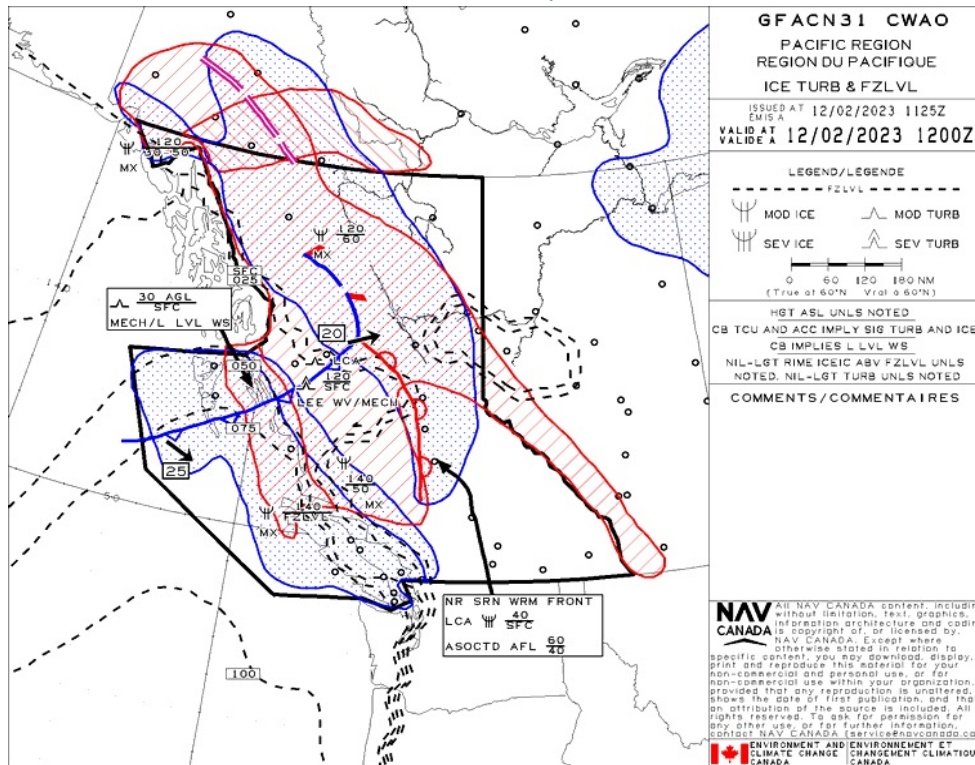 GFACN31 CWAO
PACIFIC REGION
REGION DU PACIFIQUE
ICE TURB & FZLVL
ISSUED AT 12/02/2023 1125Z
EMIS A
VALID AT 12/02/2023 1200Z
VALIDE A
LEGEND/LEGENDE
FZLVL
MOD ICE
MOD TURB
SEV ICE
SEV TURB
0 60 120 180 NM
(True at 60°N Vral à 60°N)
HGT ASL UNLS NOTED
CB TCU AND ACC IMPLY SIG TURB AND ICE
CB IMPLIES L LVL WS
NIL-LGT RIME ICEIC ABV FZLVL UNLS
NOTED. NIL-LGT TURB UNLS NOTED
COMMENTS/COMMENTAIRES
120
30-50
MX
120
60
MX
SFC
025
30 AGL
SFC
MECH/L LVL WS
20
LCA
120
SFC
LEE WV/MECH
050
075
25
140
50
MX
140
FZLVL
MX
50
100
NR SRN WRM FRONT
LCA 40
SFC
ASOCTD AFL 60
40
NAV CANADA
All NAV CANADA content, includin
without limitation, text, graphics,
information architecture and codin
is copyright of, or licensed by,
NAV CANADA. Except where
otherwise stated in relation to
specific content, you may download, display,
print and reproduce this material for your
non-commercial and personal use, or for
non-commercial use within your organization,
provided that any reproduction is unaltered,
shows the date of first publication, and tha
an attribution of the source is included. All
rights reserved. To ask for permission for
any other use, or for further information,
contact NAV CANADA (service@navcanada.ca
ENVIRONMENT AND CLIMATE CHANGE CANADA
ENVIRONNEMENT ET CHANGEMENT CLIMATIQU CANADA